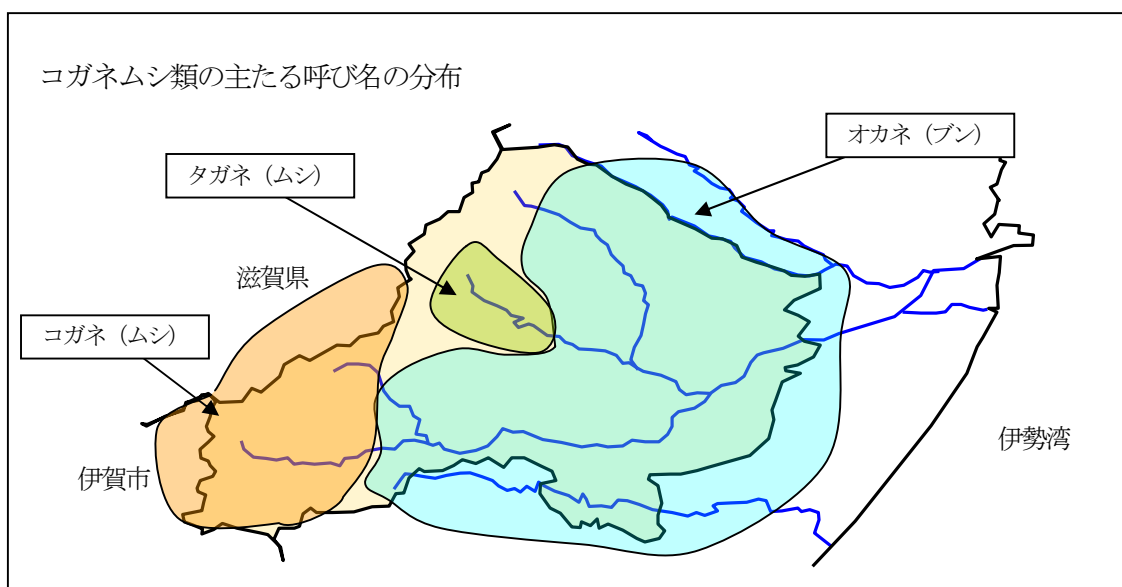 コガネムシ類の主たる呼び名の分布
オカネ（ブン）
タガネ（ムシ）
滋賀県
コガネ（ムシ）
伊勢湾
伊賀市